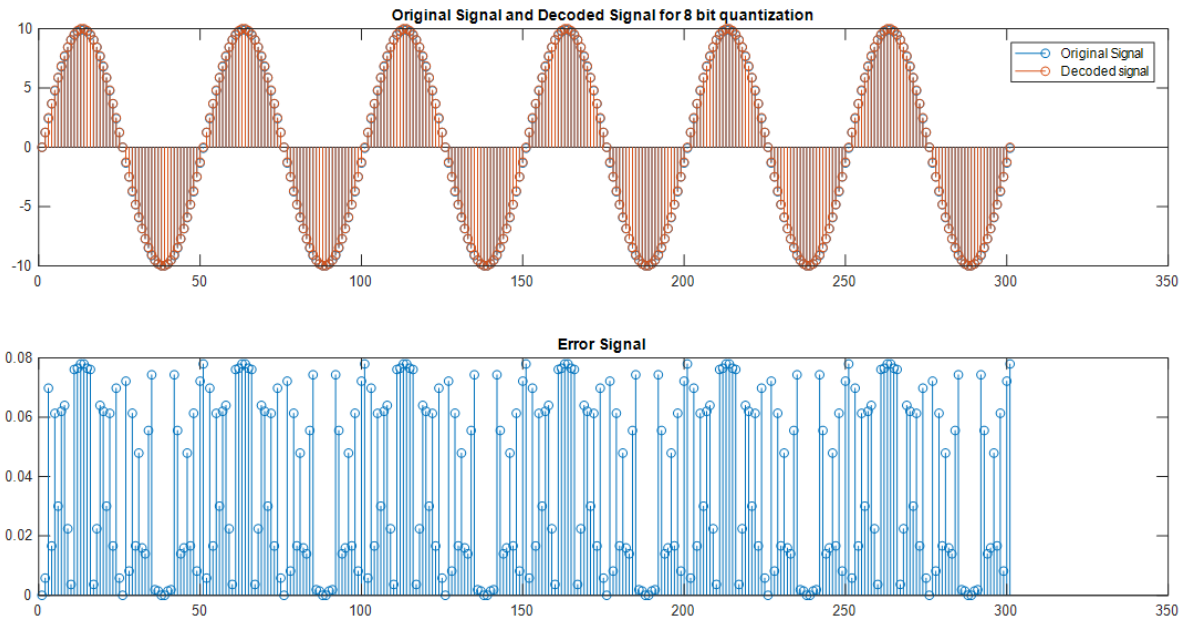 Original Signal and Decoded Signal for 8 bit quantization
10
5
0
-5
-10
0 50 100 150 200 250 300 350
Original Signal
Decoded signal
Error Signal
0.08
0.06
0.04
0.02
0
0 50 100 150 200 250 300 350